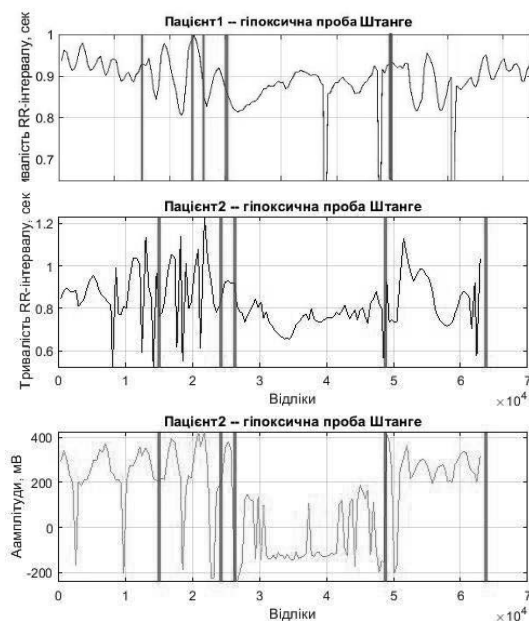 Пацієнт1 -- гіпоксична проба Штанге
1
0.9
0.8
0.7
ивалість RR-інтервалу, сек
Пацієнт2 -- гіпоксична проба Штанге
1.2
1
0.8
0.6
Тривалість RR-інтервалу, сек
0 1 2 3 4 5 6 7
Відліки
×10⁴
Пацієнт2 -- гіпоксична проба Штанге
400
200
0
-200
Аамплітуди, мВ
0 1 2 3 4 5 6 7
Відліки
×10⁴